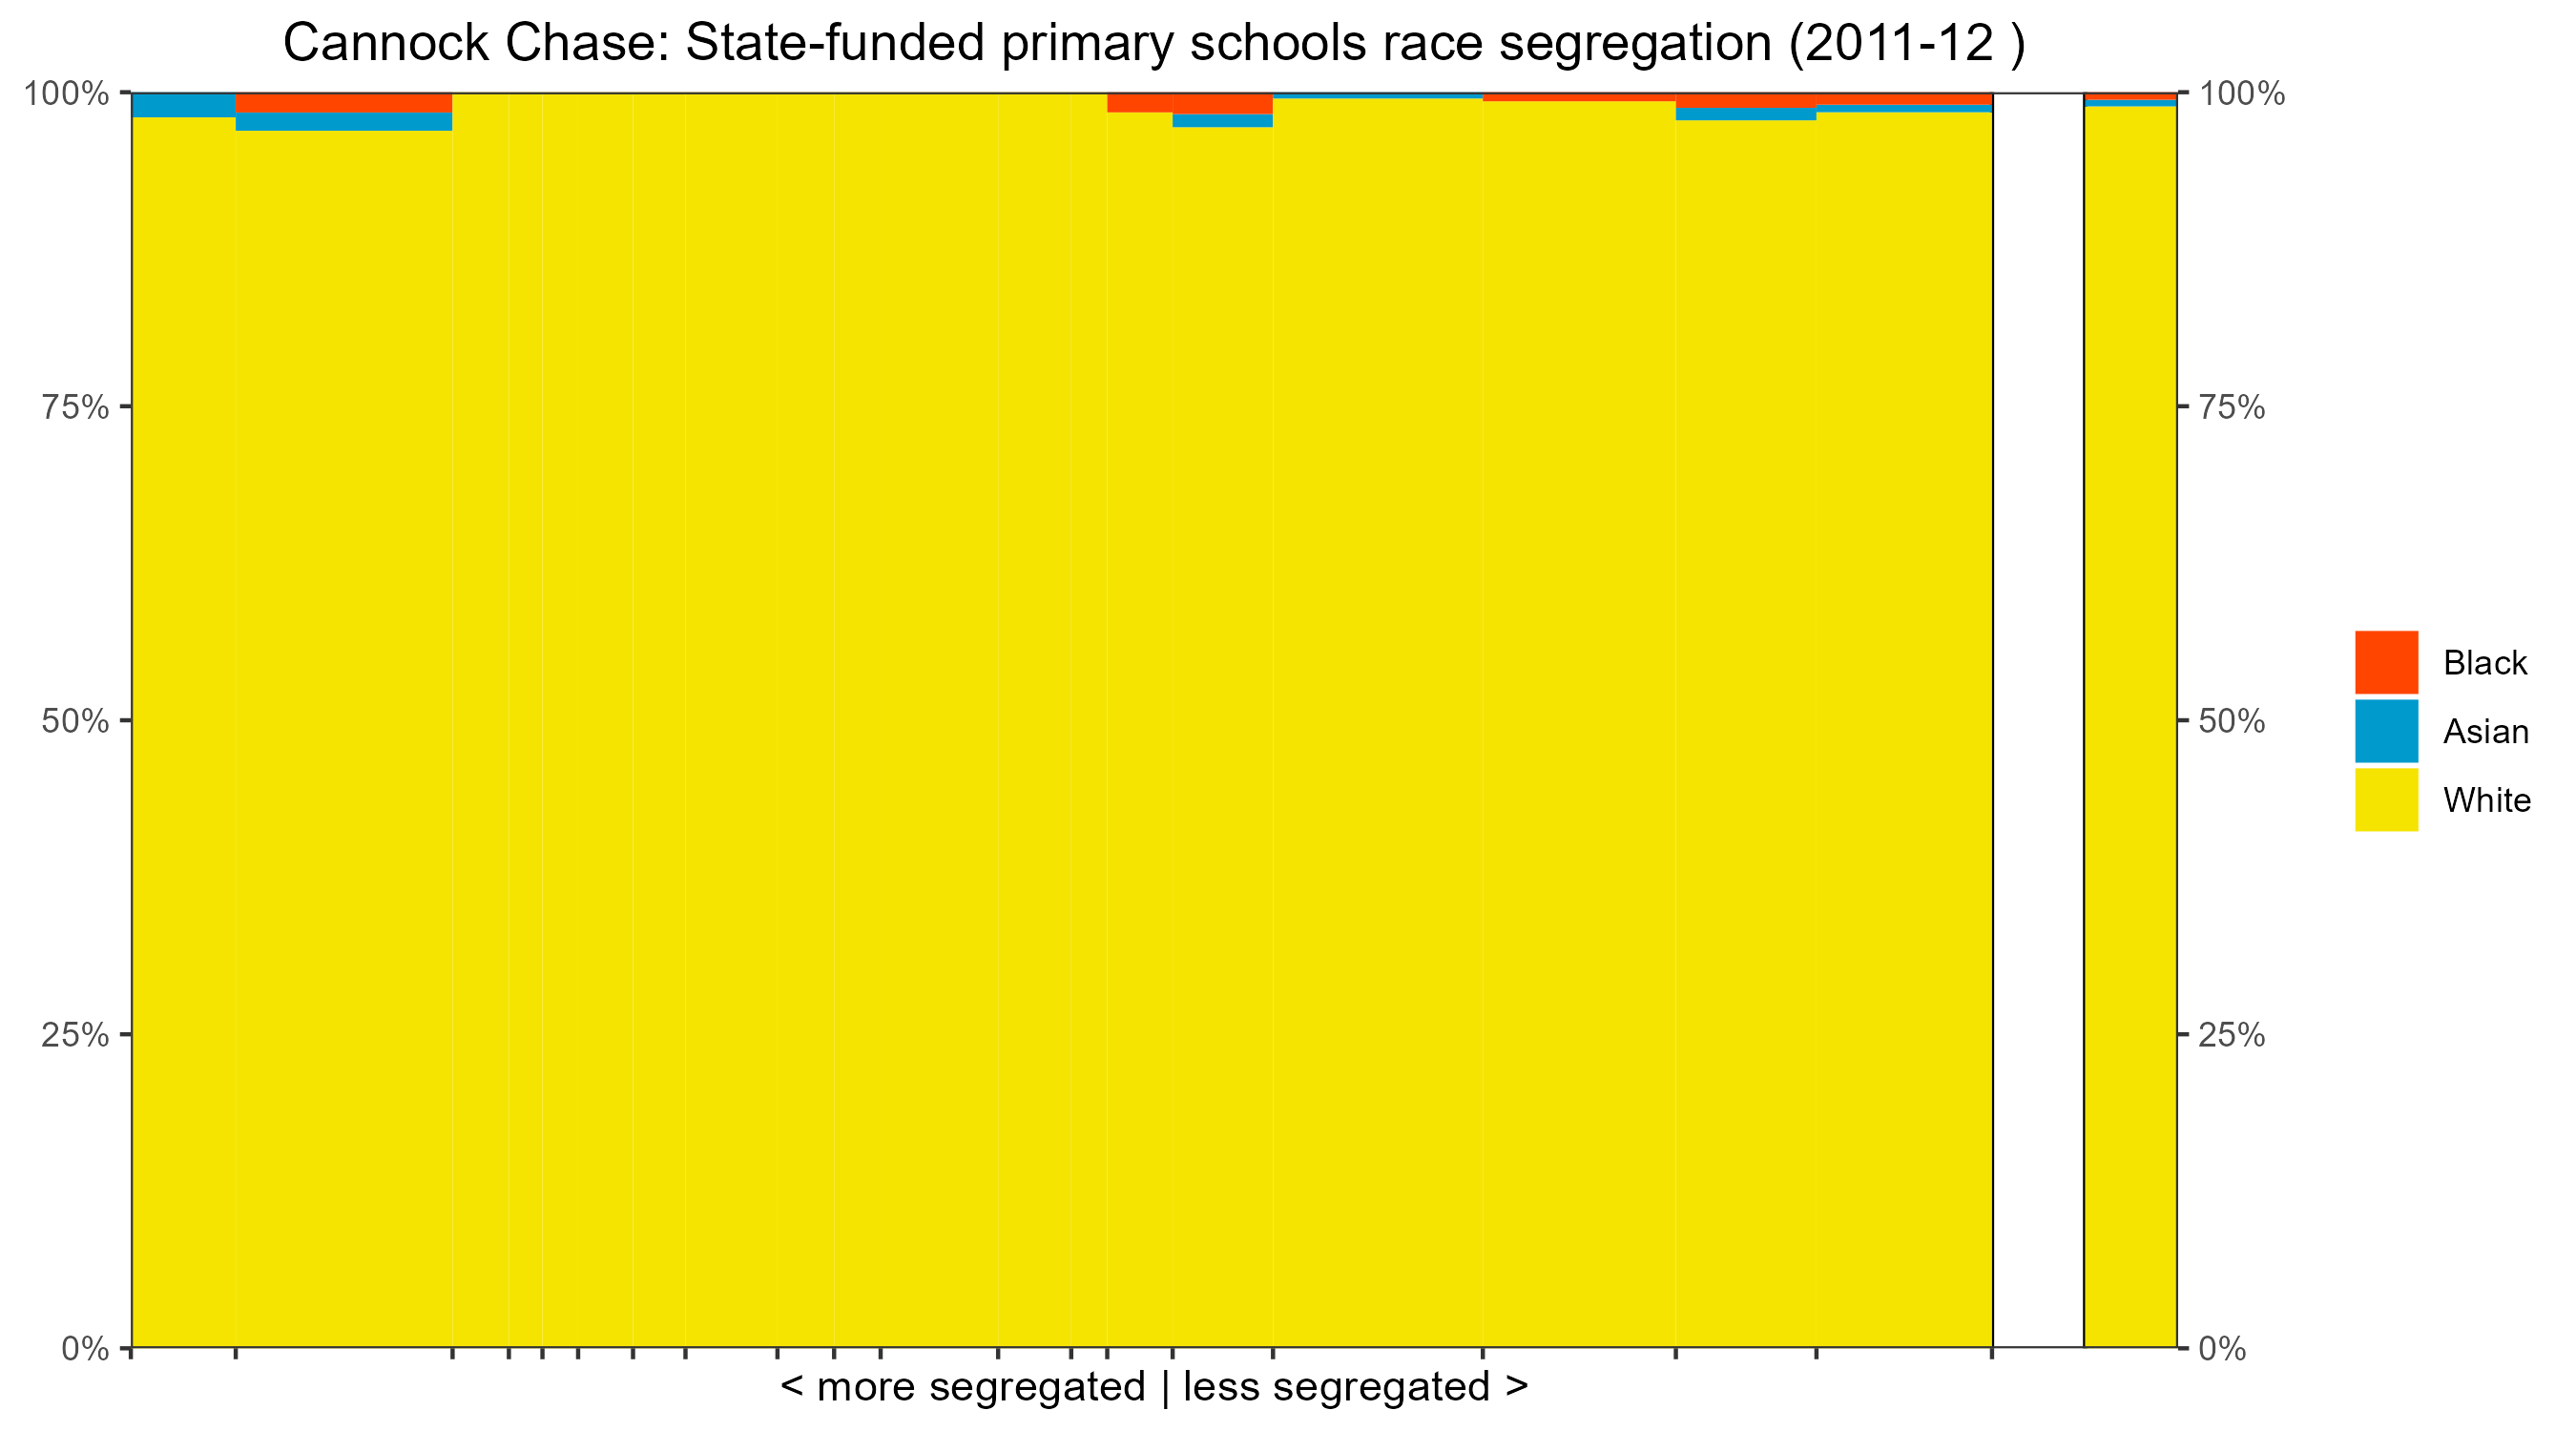 Cannock Chase: State-funded primary schools race segregation (2011-12 )
100%
75%
50%
25%
0%
100%
75%
50%
25%
0%
Black
Asian
White
< more segregated | less segregated >